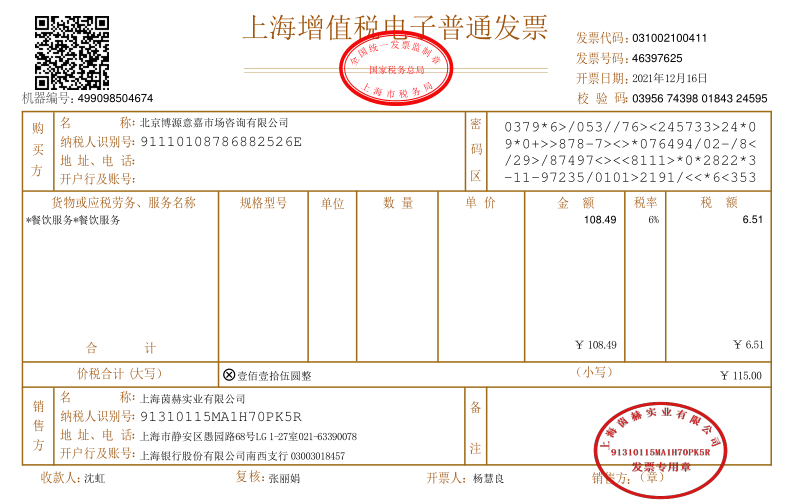 上海增值税电子普通发票
全国统一发票监制章
国家税务总局
上海市税务局
发票代码: 031002100411
发票号码: 46397625
开票日期: 2021年12月16日
机器编号: 499098504674
校 验 码: 03956 74398 01843 24595
购买方
名 称: 北京博源意嘉市场咨询有限公司
纳税人识别号: 91110108786882526E
地 址、电 话:
开户行及账号:
密码区
0379*6>/053//76><245733>24*0
9*0+>>878-7><>*076494/02-/8<
/29>/87497<><<8111>*0*2822*3
-11-97235/0101>2191/<<*6<353
货物或应税劳务、服务名称 规格型号 单位 数 量 单 价 金 额 税率 税 额
*餐饮服务*餐饮服务 108.49 6% 6.51
合 计 ￥ 108.49 ￥ 6.51
价税合计 (大写) ⊗壹佰壹拾伍圆整 (小写) ￥ 115.00
销售方
名 称: 上海茵赫实业有限公司
纳税人识别号: 91310115MA1H70PK5R
地 址、电 话: 上海市静安区愚园路68号LG 1-27室021-63390078
开户行及账号: 上海银行股份有限公司南西支行 03003018457
备注
上海茵赫实业有限公司
91310115MA1H70PK5R
发票专用章
收款人: 沈虹 复核: 张丽娟 开票人: 杨慧良 销售方: (章)